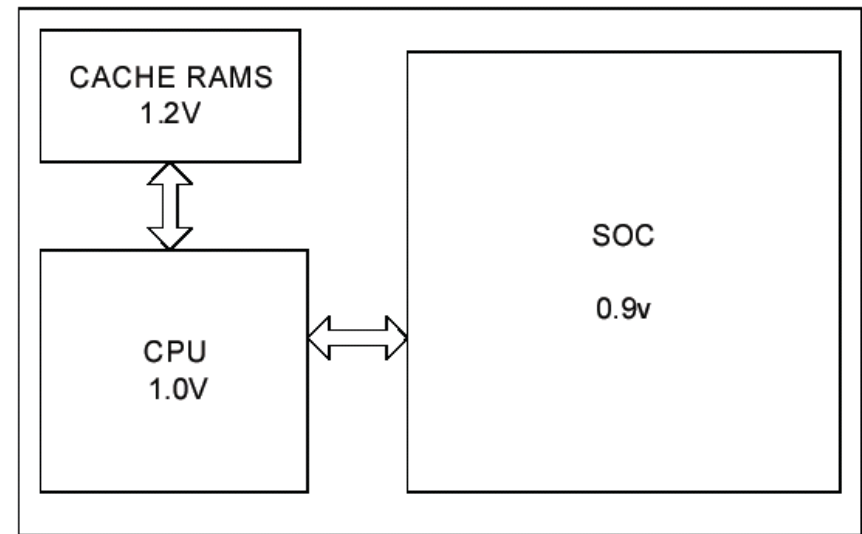 CACHE RAMS
1.2V
CPU
1.0V
SOC
0.9v